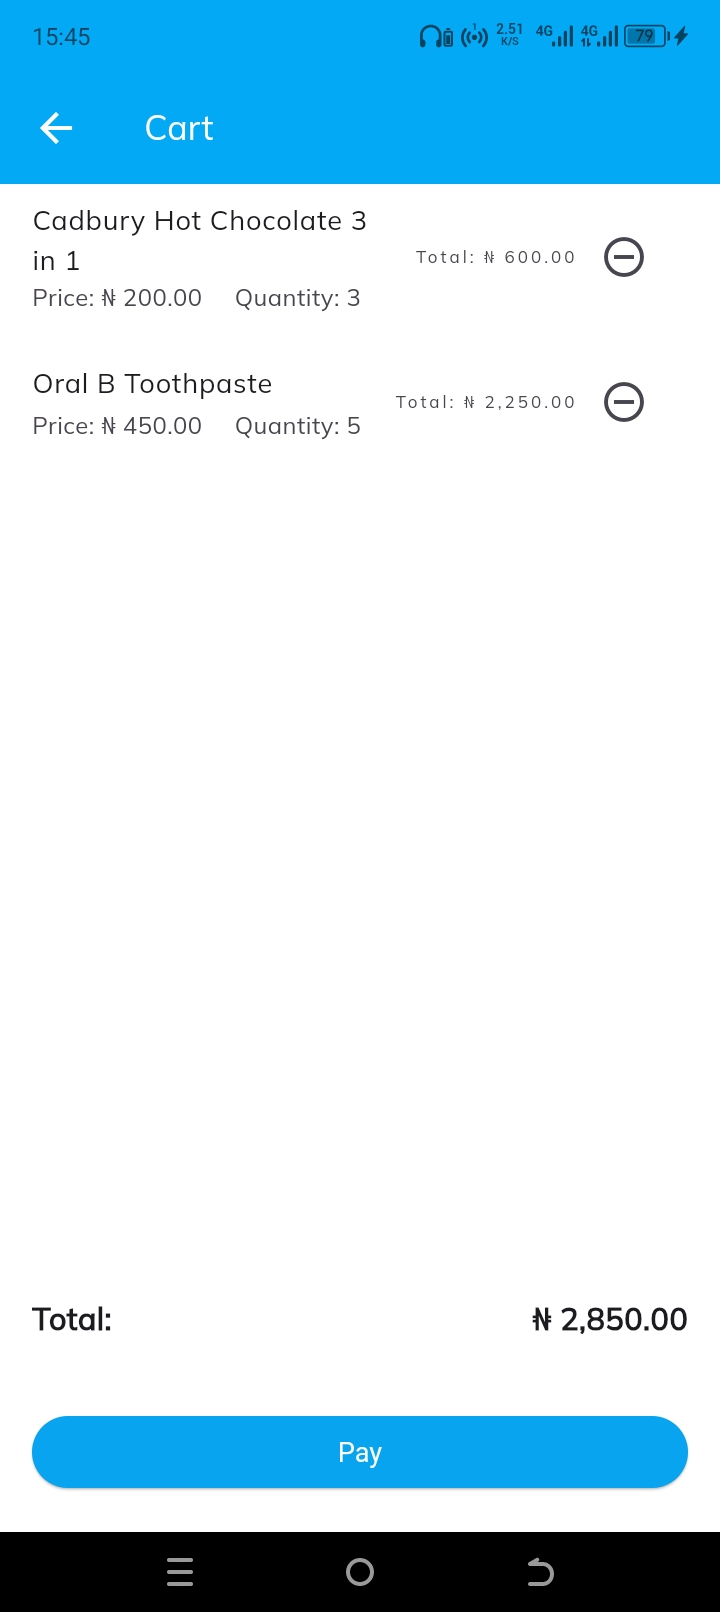 15:45
1
2.51
K/S
4G
4G
79
Cart
Cadbury Hot Chocolate 3
in 1
Total: ₦ 600.00
Price: ₦ 200.00 Quantity: 3
Oral B Toothpaste
Total: ₦ 2,250.00
Price: ₦ 450.00 Quantity: 5
Total: ₦ 2,850.00
Pay